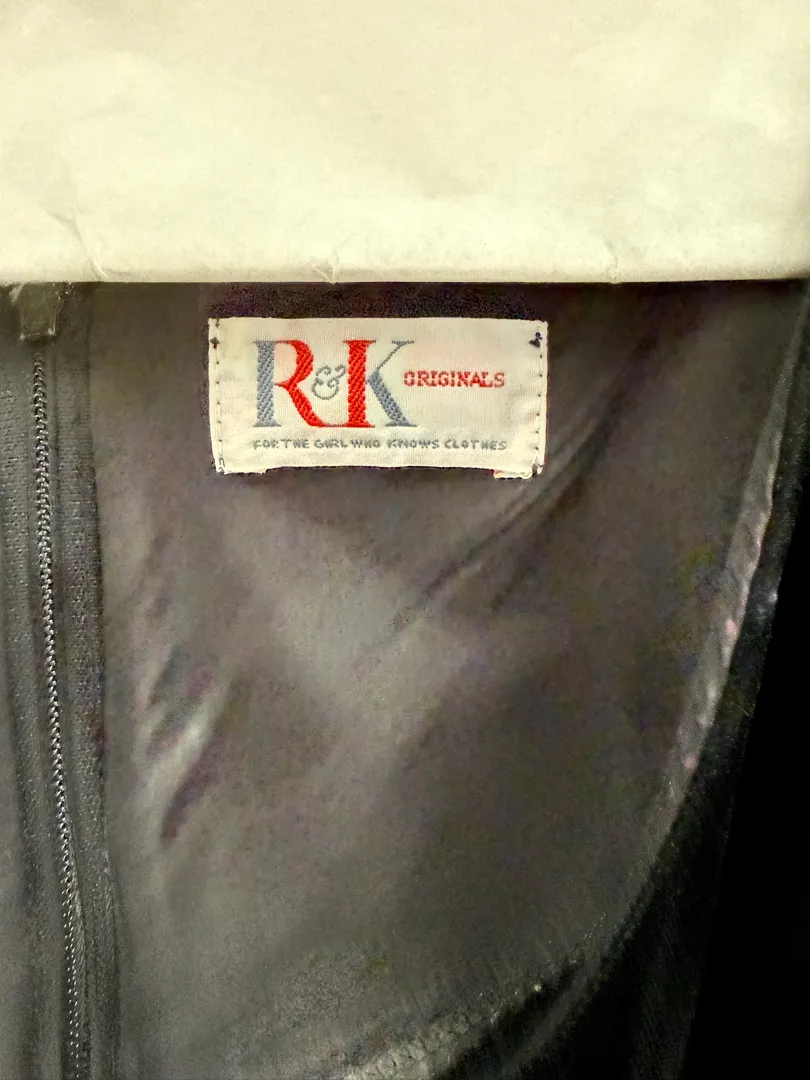 R&K ORIGINALS
FOR THE GIRL WHO KNOWS CLOTHES